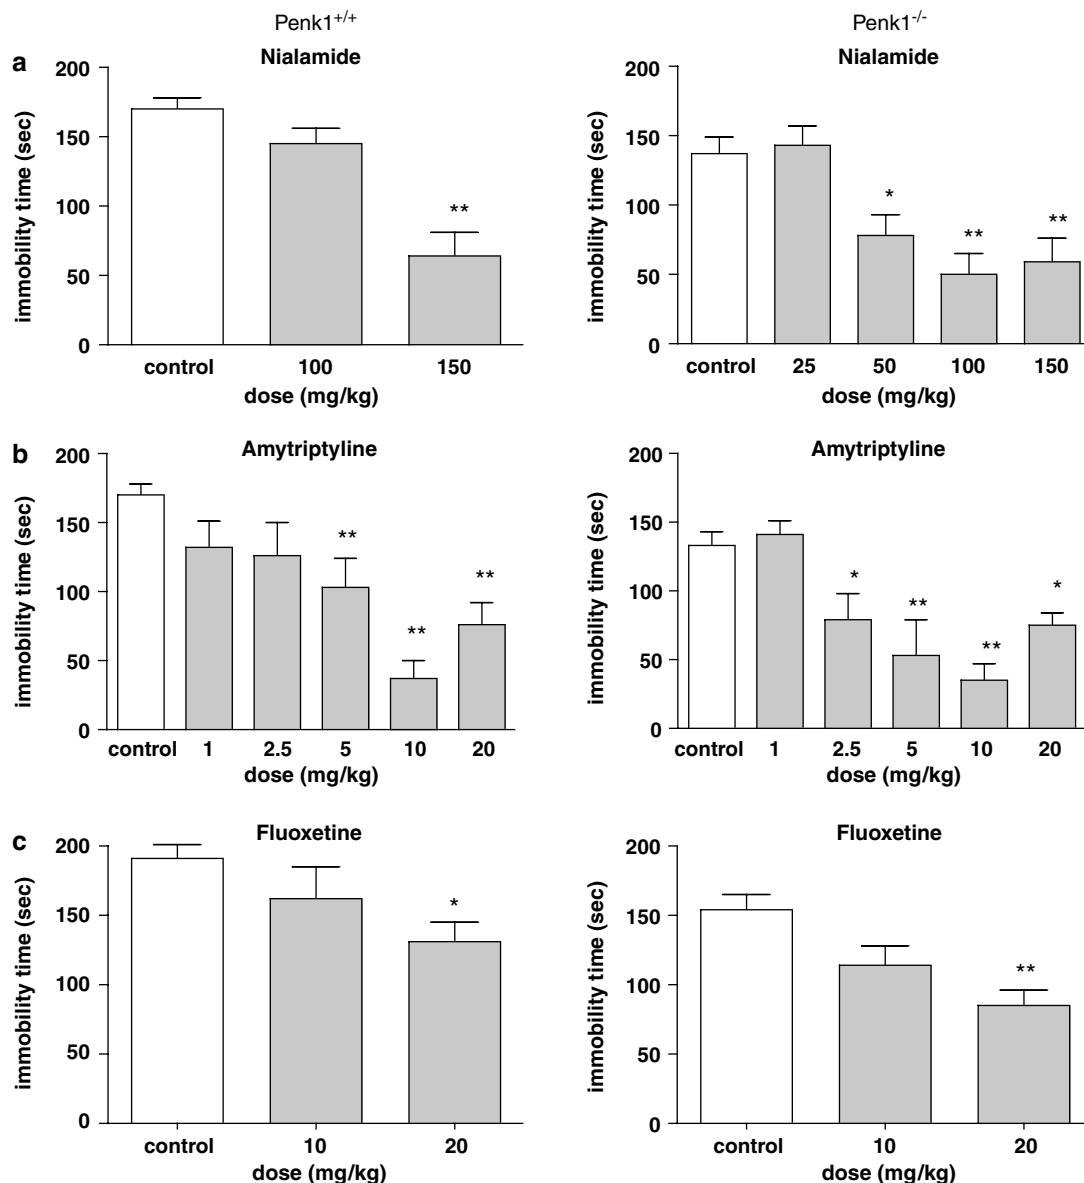 Penk1+/+
Penk1-/-
a
Nialamide
immobility time (sec)
200
150
100
50
0
control 100 150
dose (mg/kg)
Nialamide
immobility time (sec)
200
150
100
50
0
*
**
**
control 25 50 100 150
dose (mg/kg)
**
b
Amytriptyline
immobility time (sec)
200
150
100
50
0
**
**
**
control 1 2.5 5 10 20
dose (mg/kg)
Amytriptyline
immobility time (sec)
200
150
100
50
0
*
**
**
*
control 1 2.5 5 10 20
dose (mg/kg)
c
Fluoxetine
immobility time (sec)
200
150
100
50
0
*
control 10 20
dose (mg/kg)
Fluoxetine
immobility time (sec)
200
150
100
50
0
**
control 10 20
dose (mg/kg)